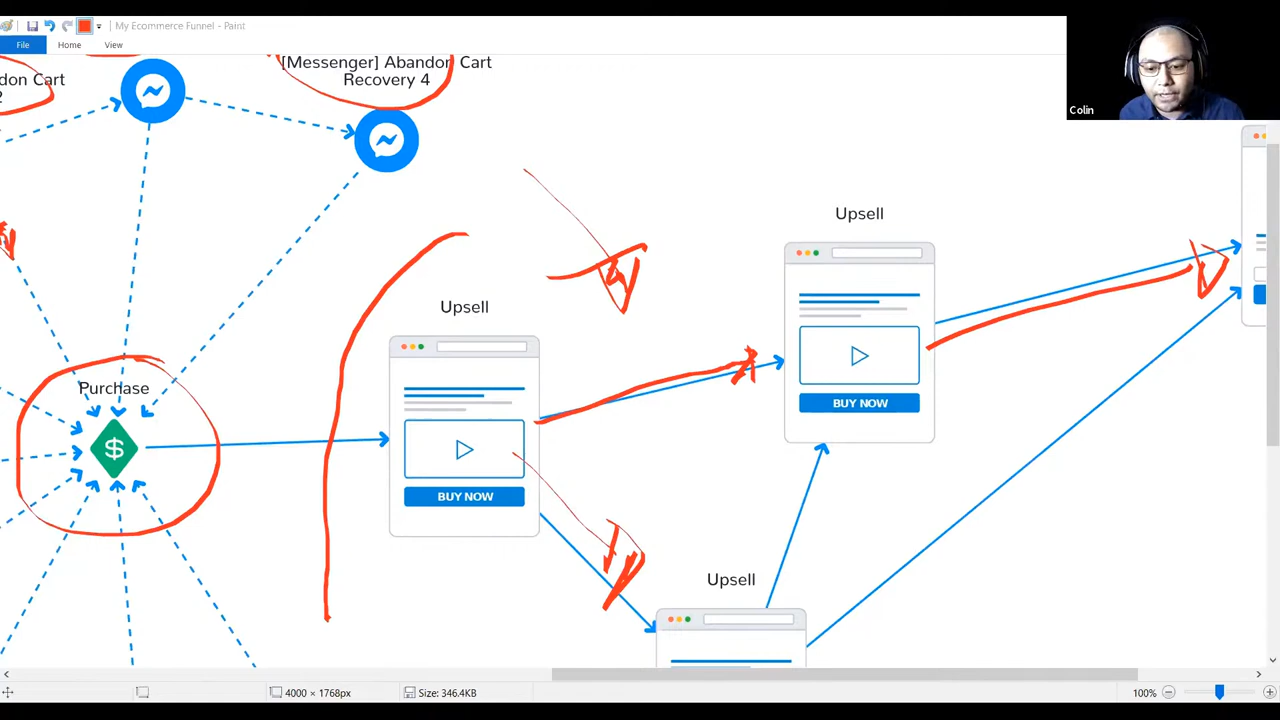 My Ecommerce Funnel - Paint
File
Home
View
don Cart
2
[Messenger] Abandon Cart
Recovery 4
Colin
Upsell
BUY NOW
Upsell
BUY NOW
Purchase
$
Upsell
4000 × 1768px
Size: 346.4KB
100%